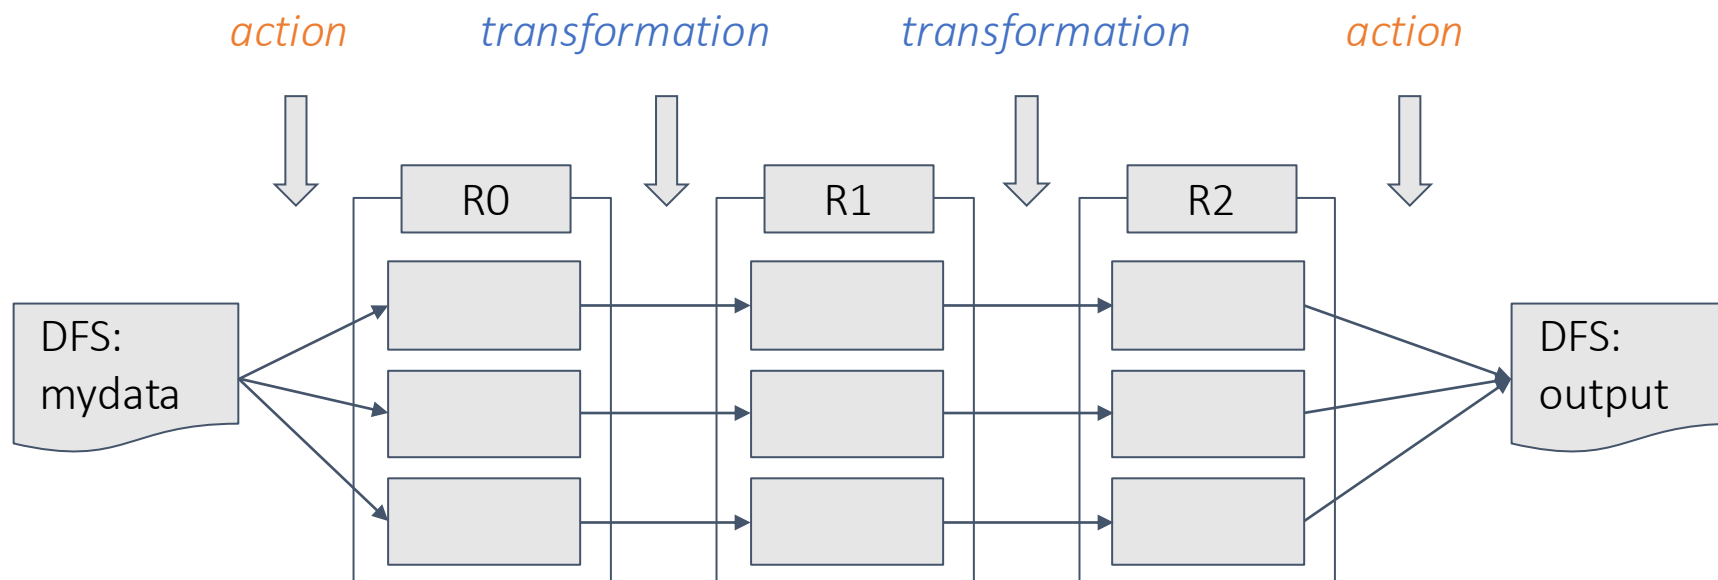 action
transformation
transformation
action
R0
R1
R2
DFS:
mydata
DFS:
output